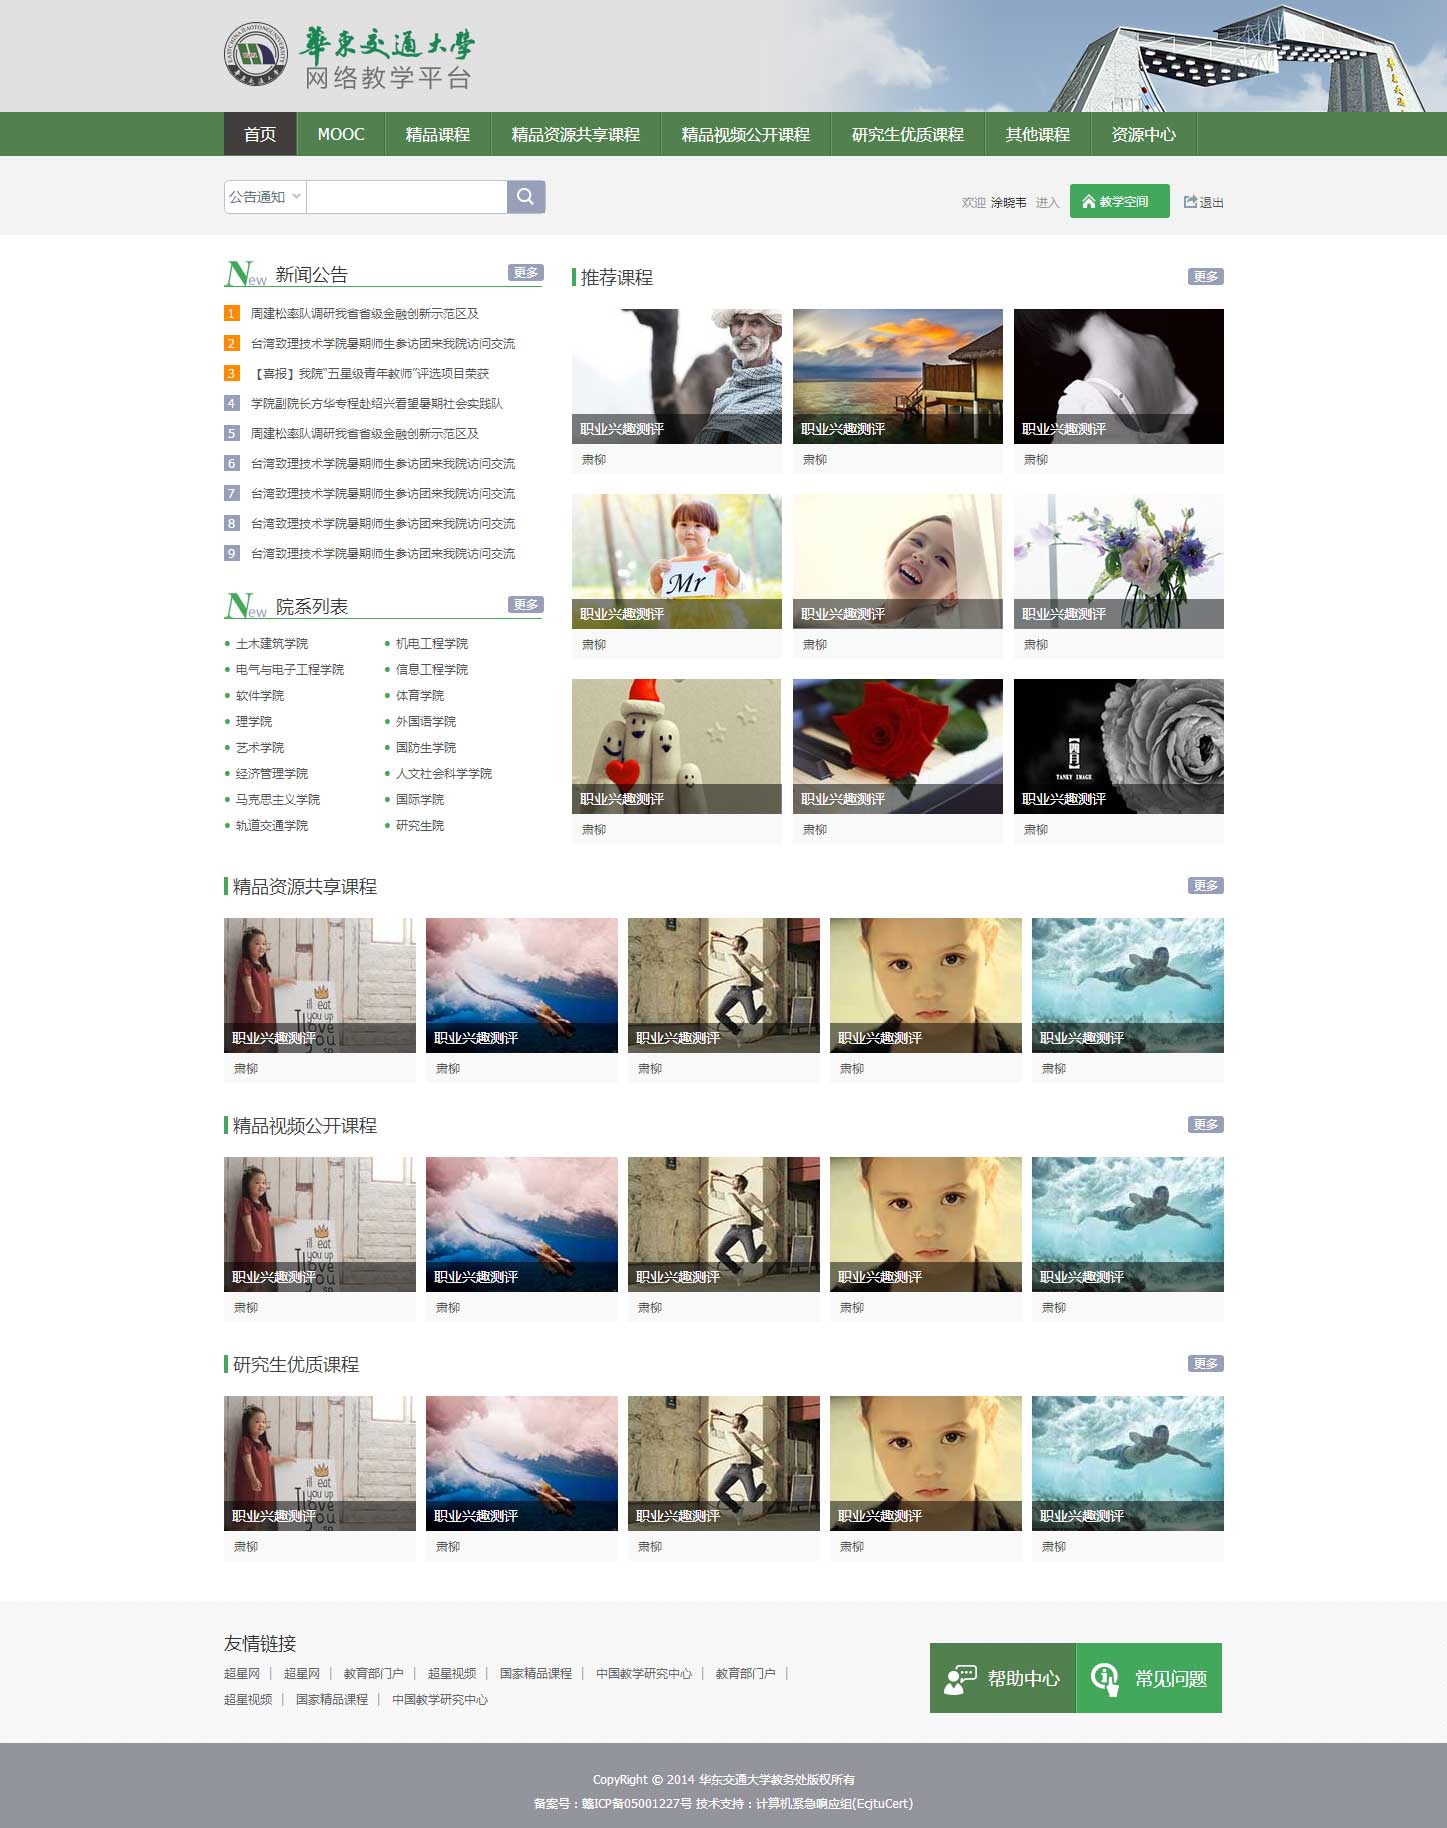 華東交通大學
网络教学平台
首页 MOOC 精品课程 精品资源共享课程 精品视频公开课程 研究生优质课程 其他课程 资源中心
公告通知
欢迎 涂晓韦 进入 教学空间 退出
New 新闻公告 更多
1 周建松率队调研我省省级金融创新示范区及
2 台湾致理技术学院暑期师生参访团来我院访问交流
3 【喜报】我院"五星级青年教师"评选项目荣获
4 学院副院长方华专程赴绍兴看望暑期社会实践队
5 周建松率队调研我省省级金融创新示范区及
6 台湾致理技术学院暑期师生参访团来我院访问交流
7 台湾致理技术学院暑期师生参访团来我院访问交流
8 台湾致理技术学院暑期师生参访团来我院访问交流
9 台湾致理技术学院暑期师生参访团来我院访问交流
New 院系列表 更多
土木建筑学院 机电工程学院
电气与电子工程学院 信息工程学院
软件学院 体育学院
理学院 外国语学院
艺术学院 国防生学院
经济管理学院 人文社会科学学院
马克思主义学院 国际学院
轨道交通学院 研究生院
推荐课程 更多
职业兴趣测评 职业兴趣测评 职业兴趣测评
肃柳 肃柳 肃柳
Mr
职业兴趣测评 职业兴趣测评 职业兴趣测评
肃柳 肃柳 肃柳
【四月】
TANKY IMAGE
职业兴趣测评 职业兴趣测评 职业兴趣测评
肃柳 肃柳 肃柳
精品资源共享课程 更多
ill eat
you up
love
you
so
职业兴趣测评 职业兴趣测评 职业兴趣测评 职业兴趣测评 职业兴趣测评
肃柳 肃柳 肃柳 肃柳 肃柳
精品视频公开课程 更多
ill eat
you up
love
you
so
职业兴趣测评 职业兴趣测评 职业兴趣测评 职业兴趣测评 职业兴趣测评
肃柳 肃柳 肃柳 肃柳 肃柳
研究生优质课程 更多
ill eat
you up
love
you
so
职业兴趣测评 职业兴趣测评 职业兴趣测评 职业兴趣测评 职业兴趣测评
肃柳 肃柳 肃柳 肃柳 肃柳
友情链接
超星网 | 超星网 | 教育部门户 | 超星视频 | 国家精品课程 | 中国教学研究中心 | 教育部门户 |
超星视频 | 国家精品课程 | 中国教学研究中心
帮助中心 常见问题
CopyRight © 2014 华东交通大学教务处版权所有
备案号：赣ICP备05001227号 技术支持：计算机紧急响应组(EcjtuCert)